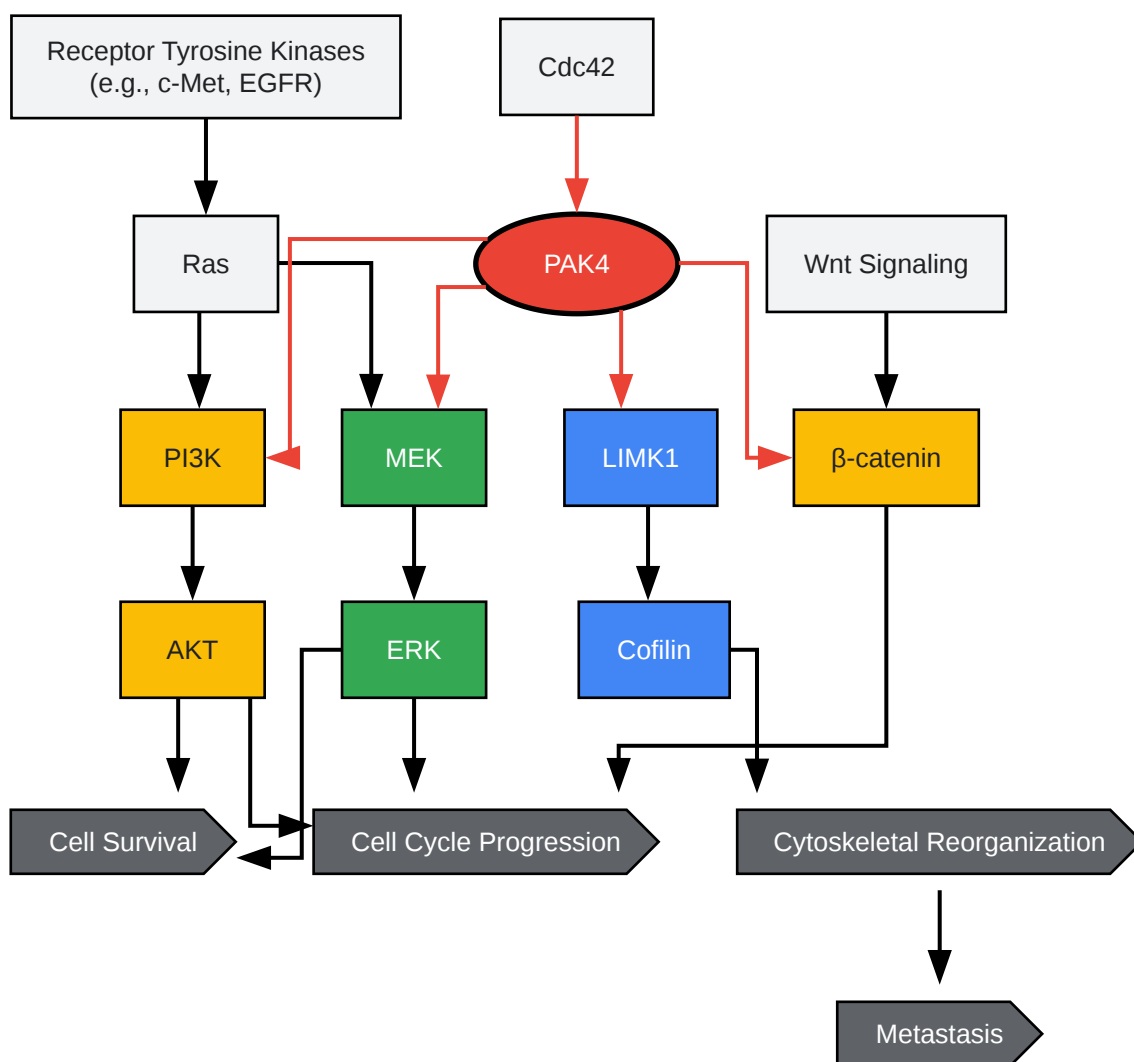 Receptor Tyrosine Kinases
(e.g., c-Met, EGFR)
Cdc42
Ras
PAK4
Wnt Signaling
PI3K
MEK
LIMK1
β-catenin
AKT
ERK
Cofilin
Cell Survival
Cell Cycle Progression
Cytoskeletal Reorganization
Metastasis